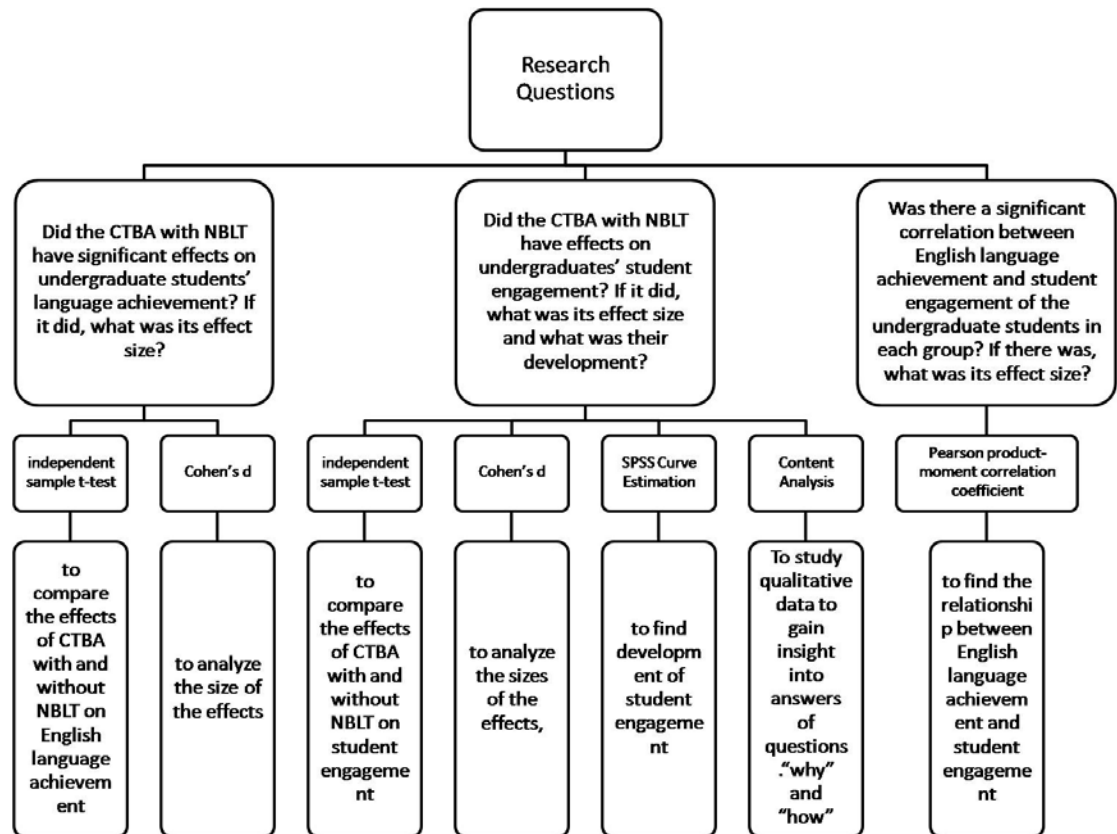 Research
Questions
Did the CTBA with NBLT
have significant effects on
undergraduate students'
language achievement? If
it did, what was its effect
size?
Did the CTBA with NBLT
have effects on
undergraduates' student
engagement? If it did,
what was its effect size
and what was their
development?
Was there a significant
correlation between
English language
achievement and student
engagement of the
undergraduate students in
each group? If there was,
what was its effect size?
independent
sample t-test
Cohen's d
independent
sample t-test
Cohen's d
SPSS Curve
Estimation
Content
Analysis
Pearson product-
moment correlation
coefficient
to
compare
the effects
of CTBA
with and
without
NBLT on
English
language
achievem
ent
to analyze
the size of
the effects
to
compare
the effects
of CTBA
with and
without
NBLT on
student
engageme
nt
to analyze
the sizes
of the
effects,
to find
developm
ent of
student
engageme
nt
To study
qualitative
data to
gain
insight
into
answers
of
questions
."why"
and
"how"
to find the
relationshi
p between
English
language
achievem
ent and
student
engageme
nt